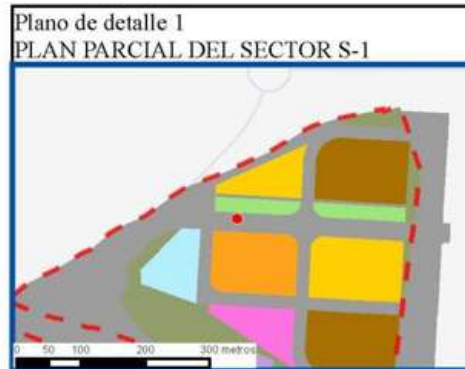 Plano de detalle 1
PLAN PARCIAL DEL SECTOR S-1
0 50 100 200 300 metros